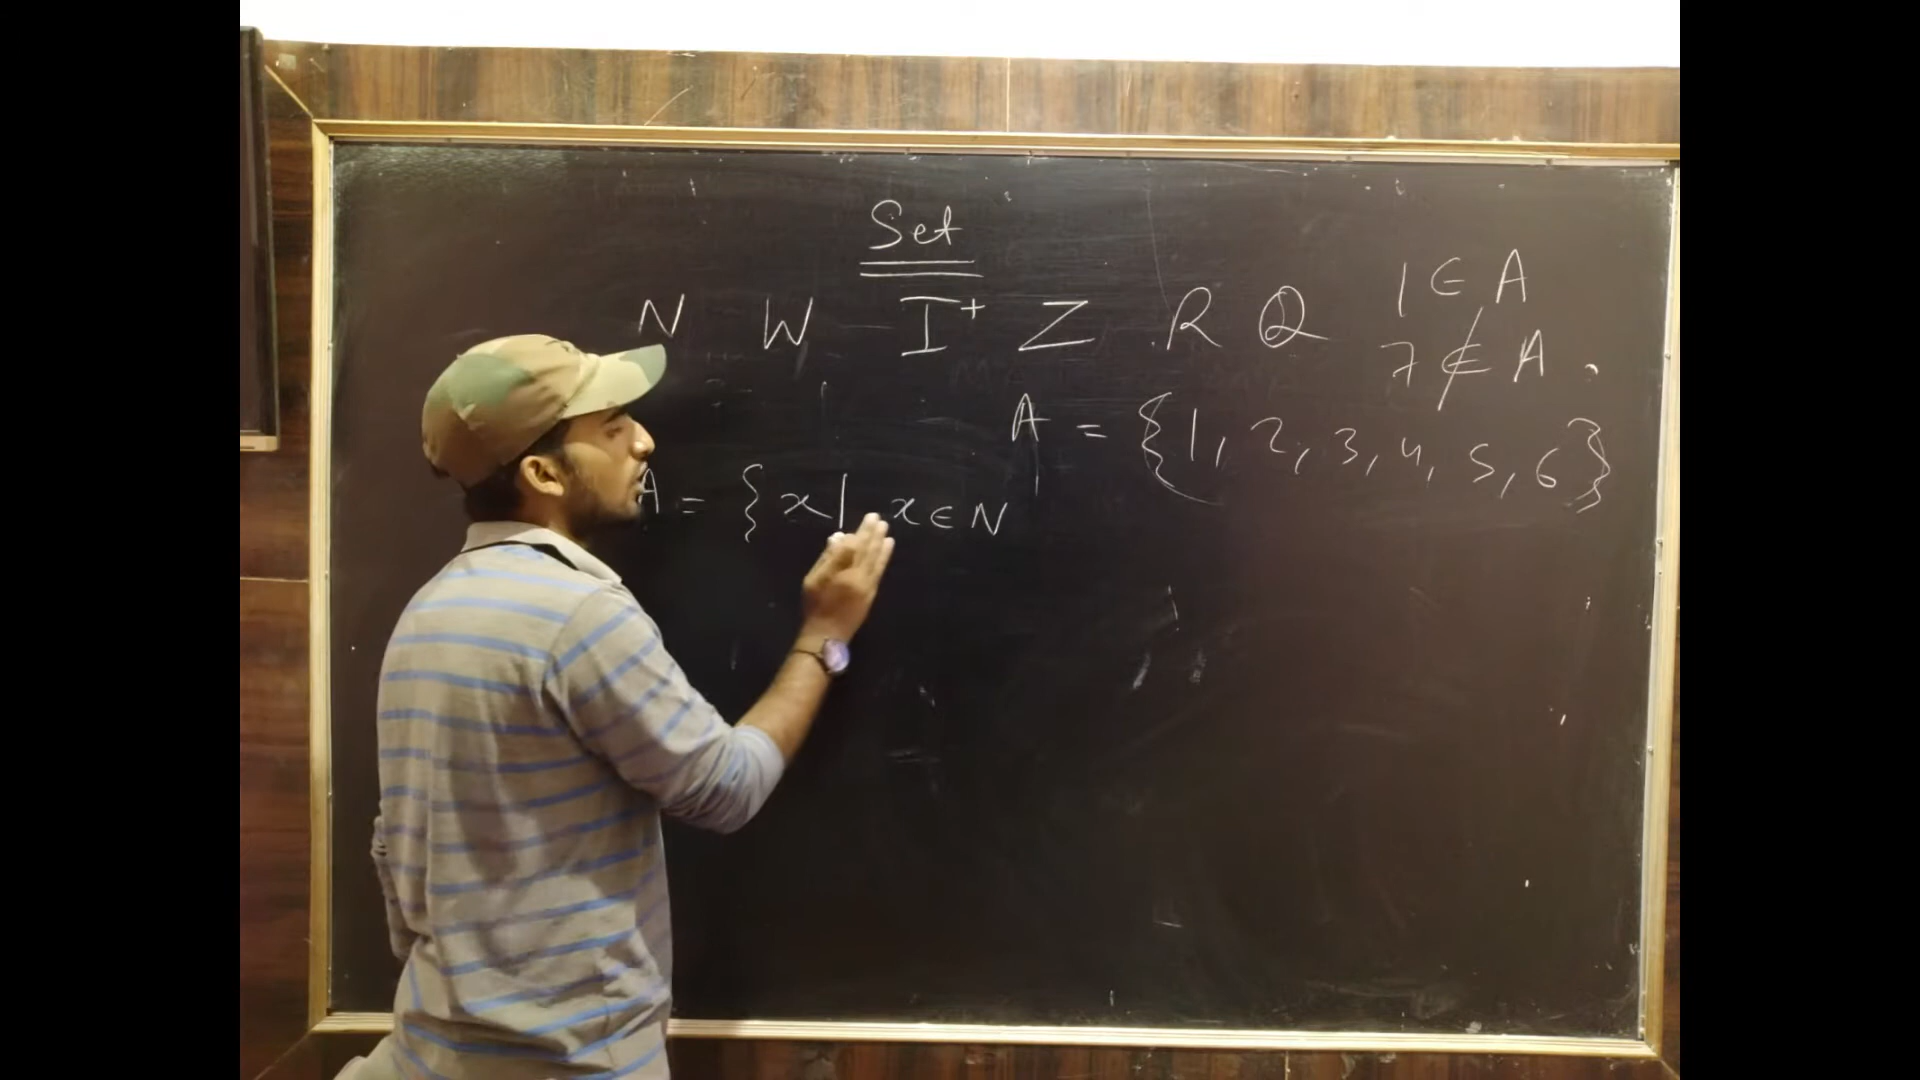 Set
N W I+ Z R Q
1 ∈ A
7 ∉ A .
A = {1, 2, 3, 4, 5, 6}
A = { x | x ∈ N